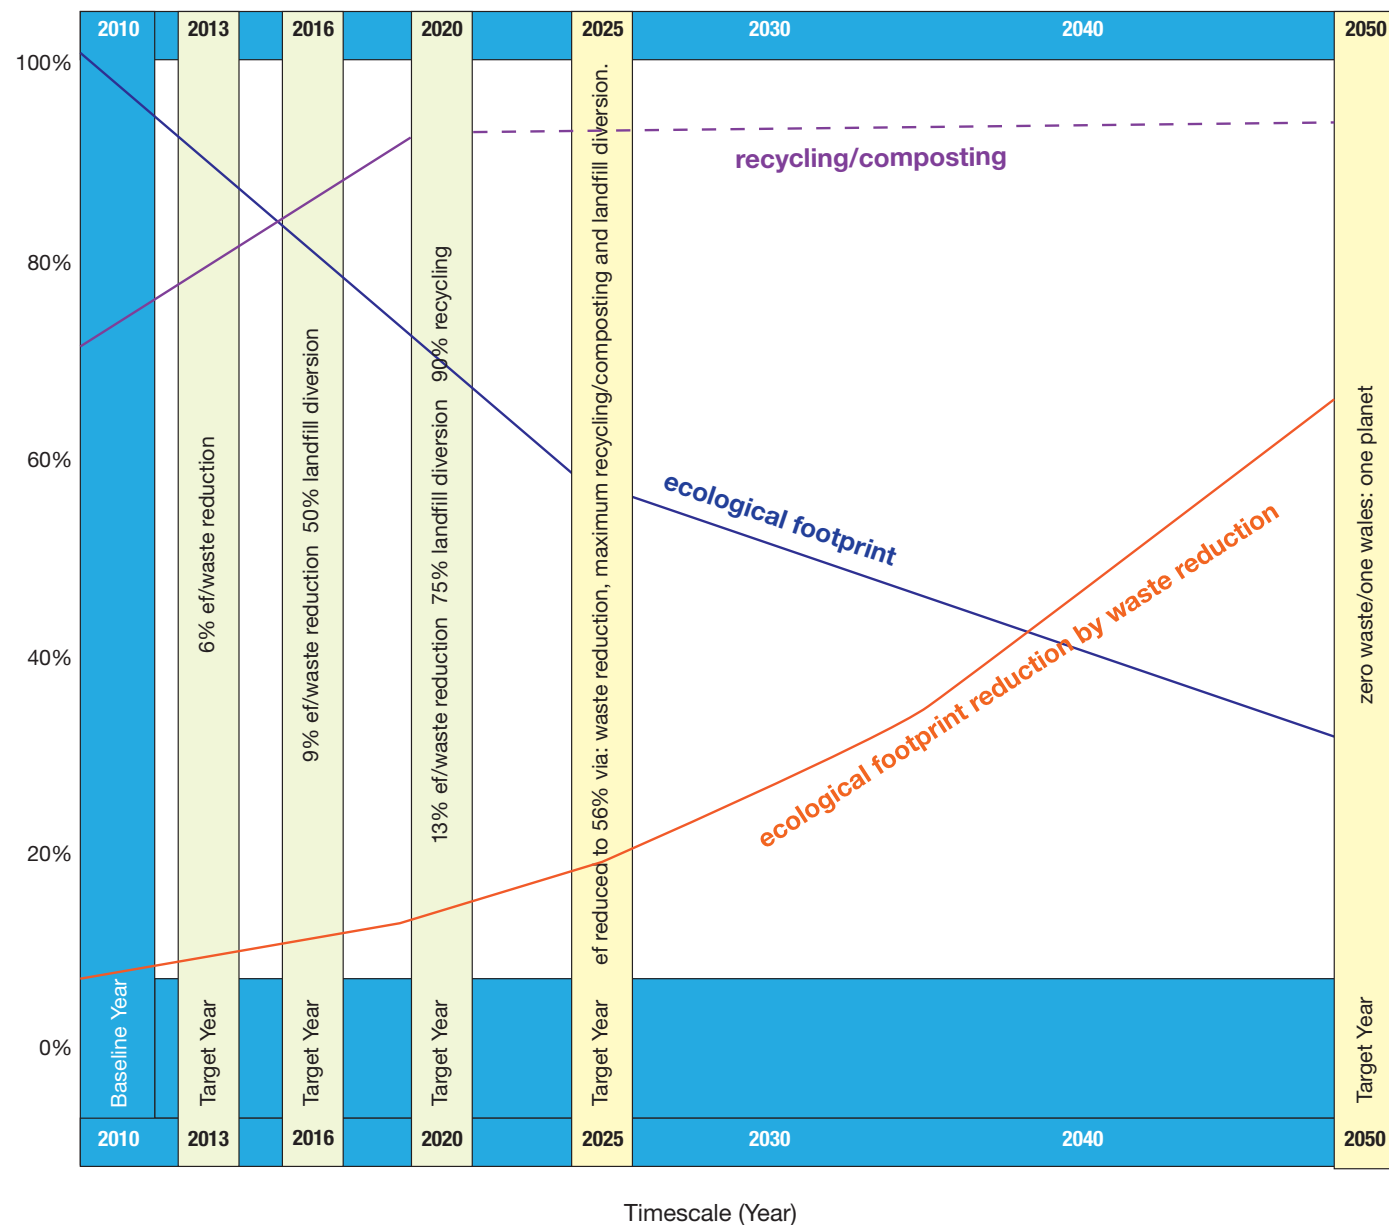 2010 2013 2016 2020 2025 2030 2040 2050
100%
80%
60%
40%
20%
0%
recycling/composting
ecological footprint
ecological footprint reduction by waste reduction
6% ef/waste reduction
9% ef/waste reduction 50% landfill diversion
13% ef/waste reduction 75% landfill diversion 90% recycling
ef reduced to 56% via: waste reduction, maximum recycling/composting and landfill diversion.
zero waste/one wales: one planet
Baseline Year
Target Year
Target Year
Target Year
Target Year
Target Year
2010 2013 2016 2020 2025 2030 2040 2050
Timescale (Year)